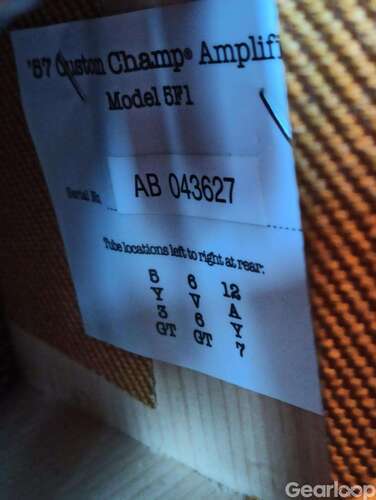 '57 Custom Champ® Amplifi
Model 5F1
Serial No.
AB 043627
Tube locations left to right at rear:
5 6 12
Y V A
3 6 Y
GT GT 7
Gearloop